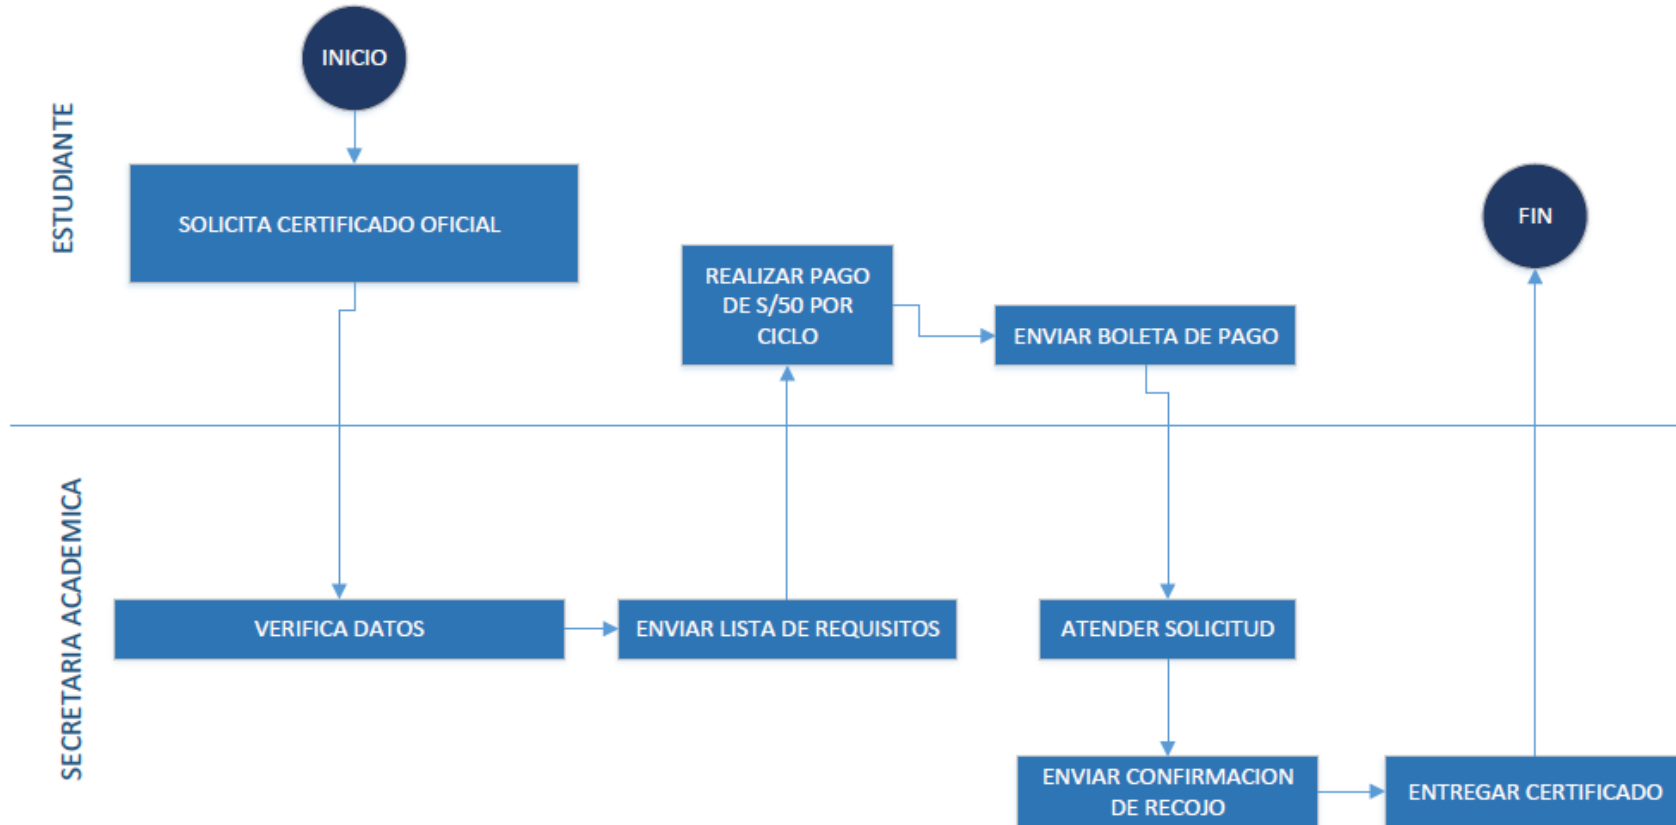 INICIO
ESTUDIANTE
SOLICITA CERTIFICADO OFICIAL
FIN
REALIZAR PAGO
DE S/50 POR
CICLO
ENVIAR BOLETA DE PAGO
SECRETARIA ACADEMICA
VERIFICA DATOS
ENVIAR LISTA DE REQUISITOS
ATENDER SOLICITUD
ENVIAR CONFIRMACION
DE RECOJO
ENTREGAR CERTIFICADO